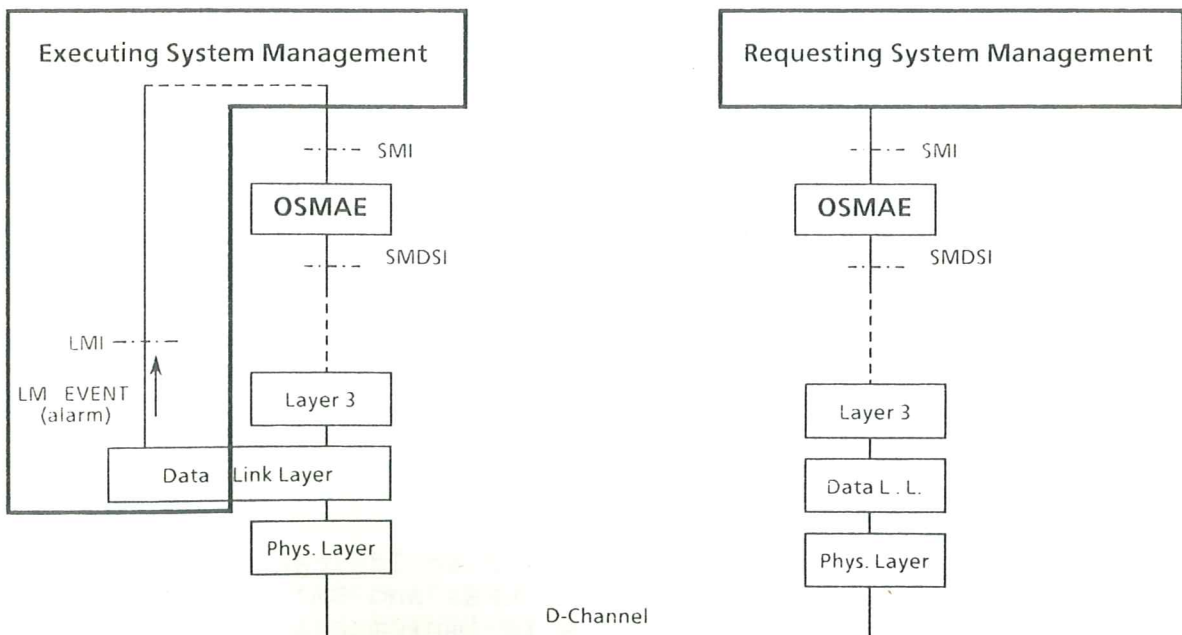 Executing System Management
Requesting System Management
SMI
SMI
OSMAE
OSMAE
SMDSI
SMDSI
LMI
LM EVENT
(alarm)
Layer 3
Layer 3
Data Link Layer
Data L . L.
Phys. Layer
Phys. Layer
D-Channel